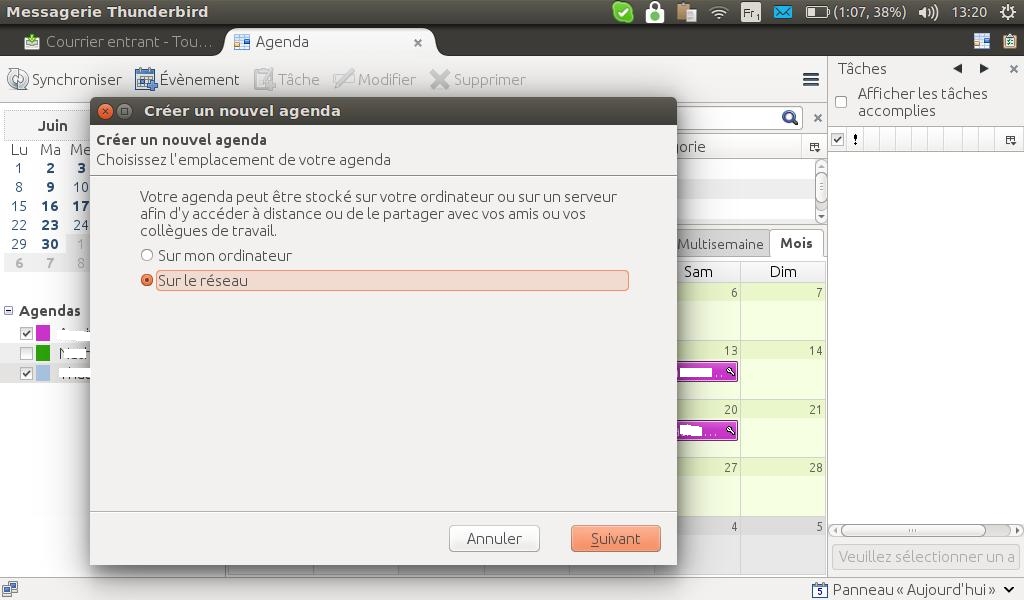 Messagerie Thunderbird
Fr1
(1:07, 38%)
13:20
Courrier entrant - Tou...
Agenda
Synchroniser
Évènement
Tâche
Modifier
Supprimer
Tâches
Afficher les tâches
accomplies
Juin
Lu Ma Me
1 2 3
8 9 10
15 16 17
22 23 24
29 30 1
6 7 8
Agendas
Créer un nouvel agenda
Créer un nouvel agenda
Choisissez l'emplacement de votre agenda
Votre agenda peut être stocké sur votre ordinateur ou sur un serveur
afin d'y accéder à distance ou de le partager avec vos amis ou vos
collègues de travail.
Sur mon ordinateur
Sur le réseau
Annuler
Suivant
gorie
Multisemaine
Mois
Sam Dim
6 7
13 14
20 21
27 28
4 5
!
Veuillez sélectionner un a
5 Panneau « Aujourd'hui »